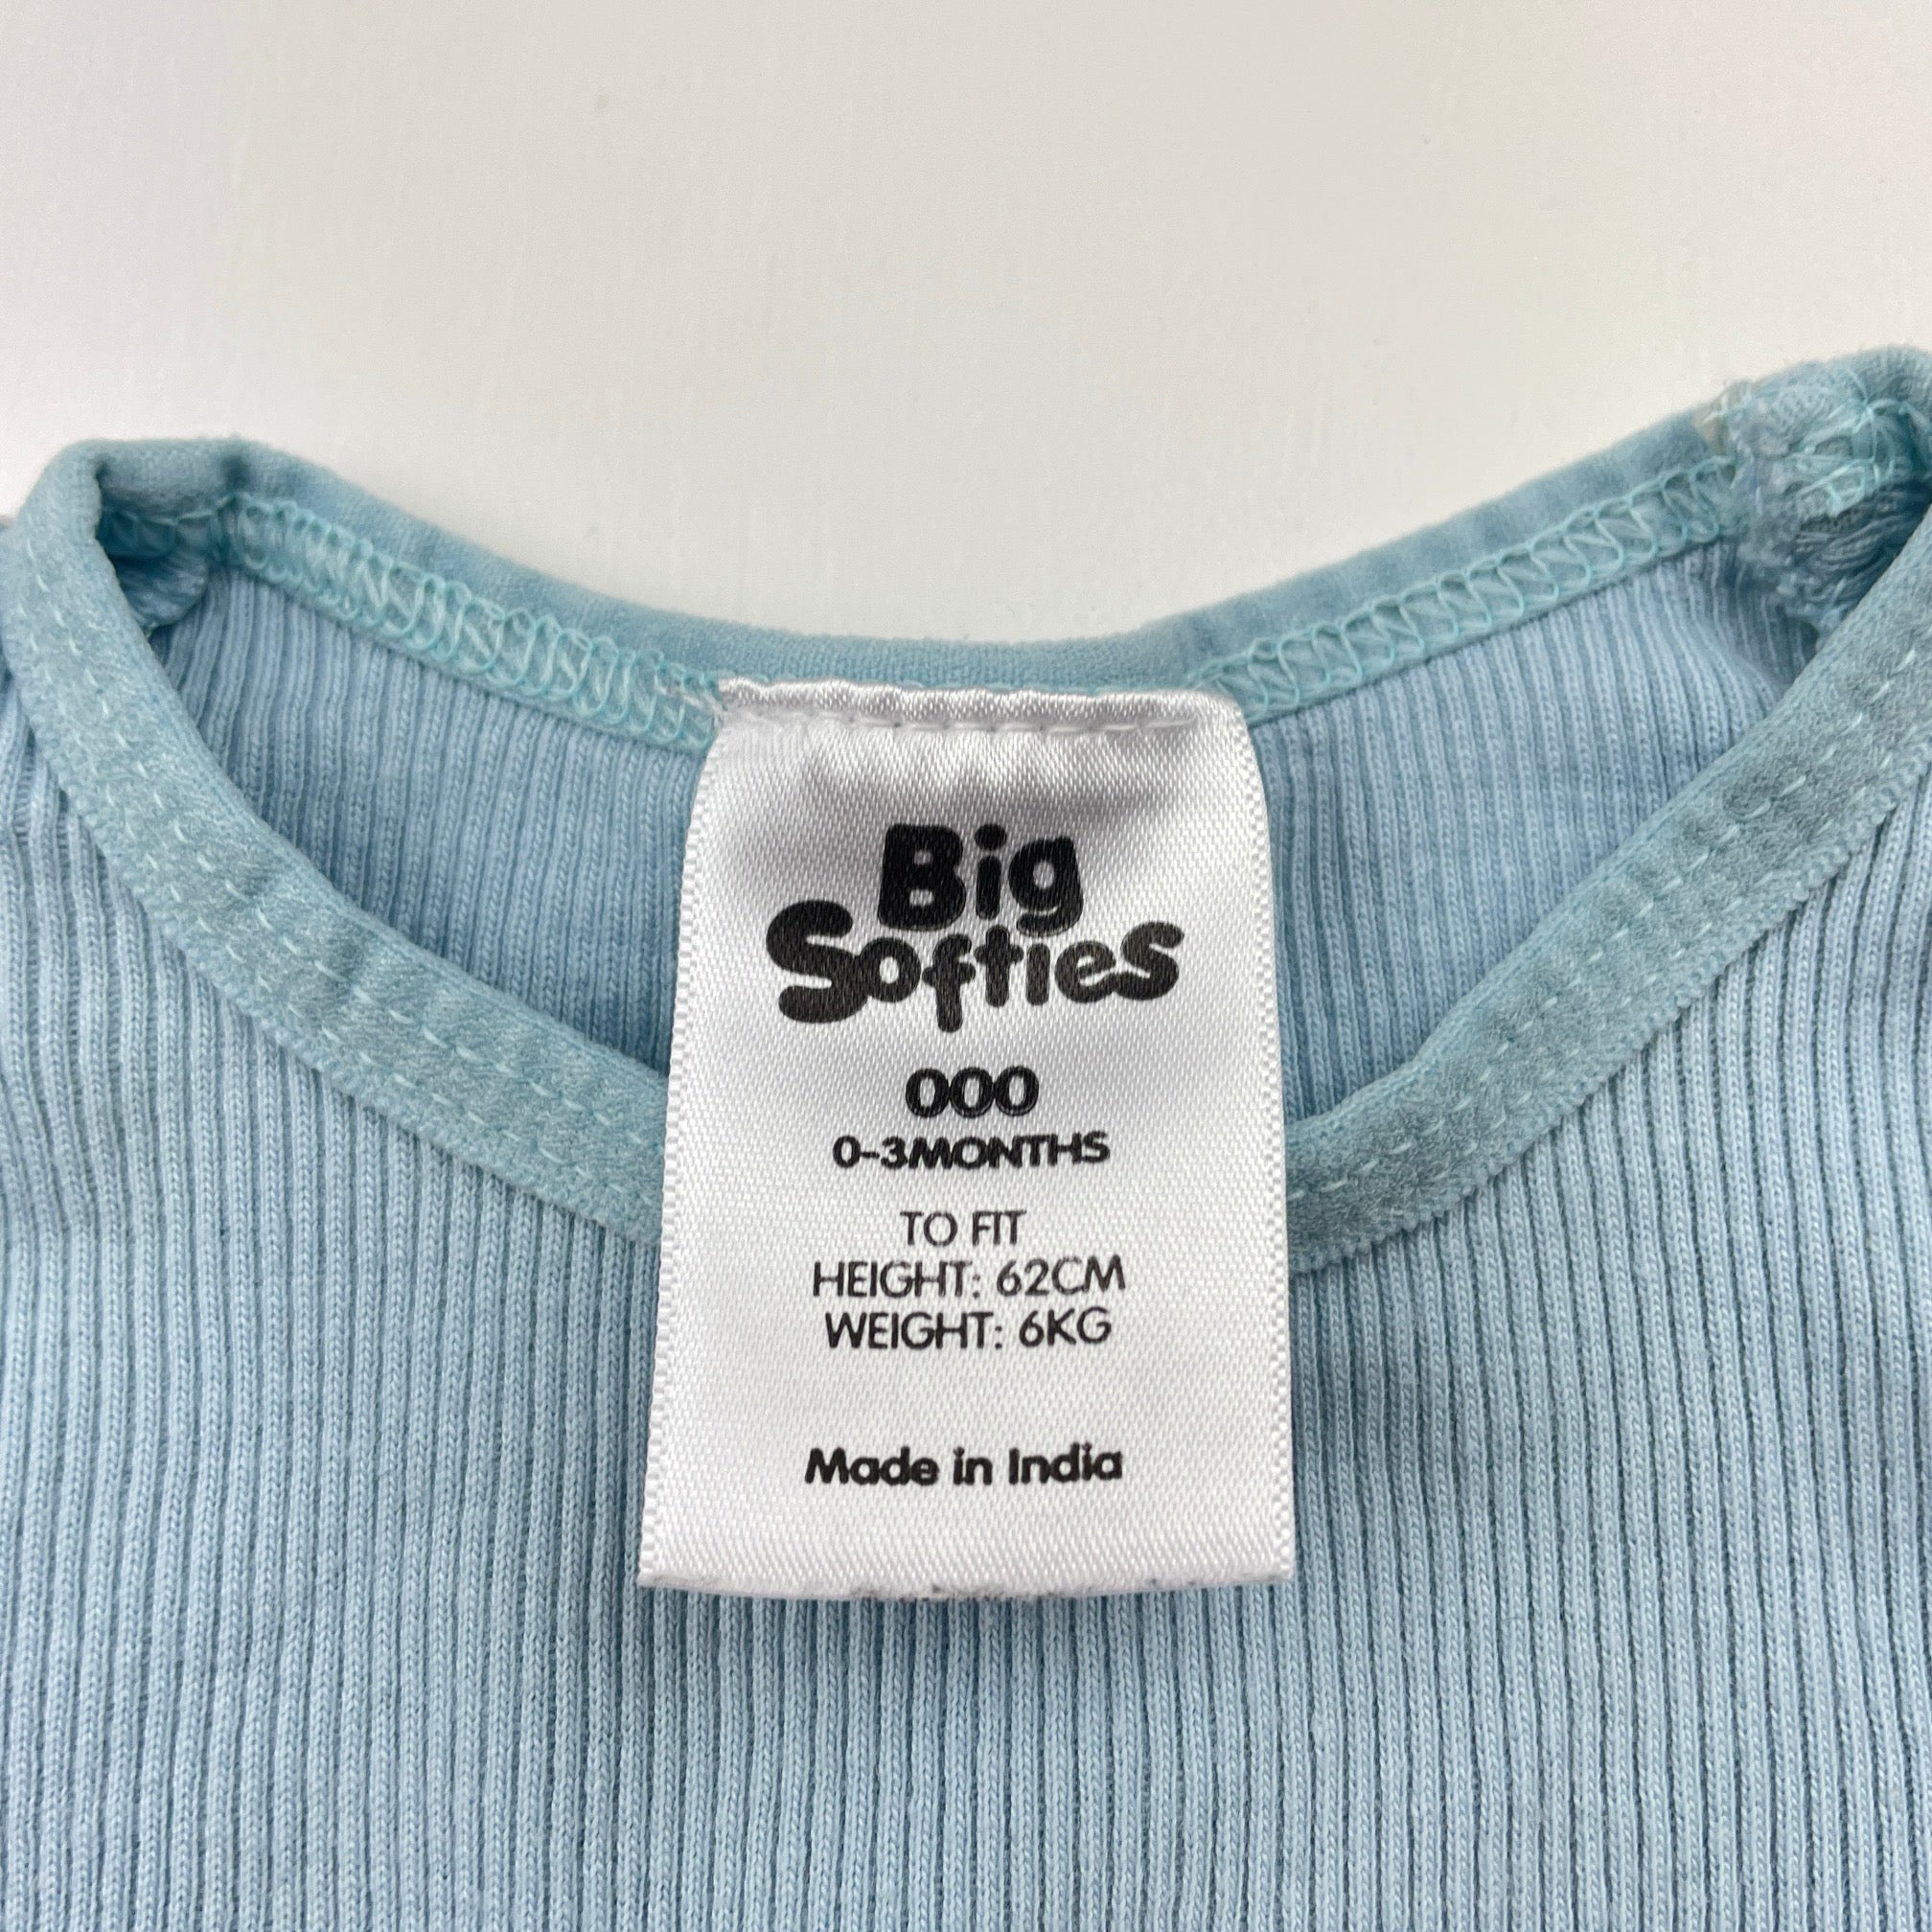 Big
Softies
000
0-3MONTHS
TO FIT
HEIGHT: 62CM
WEIGHT: 6KG
Made in India